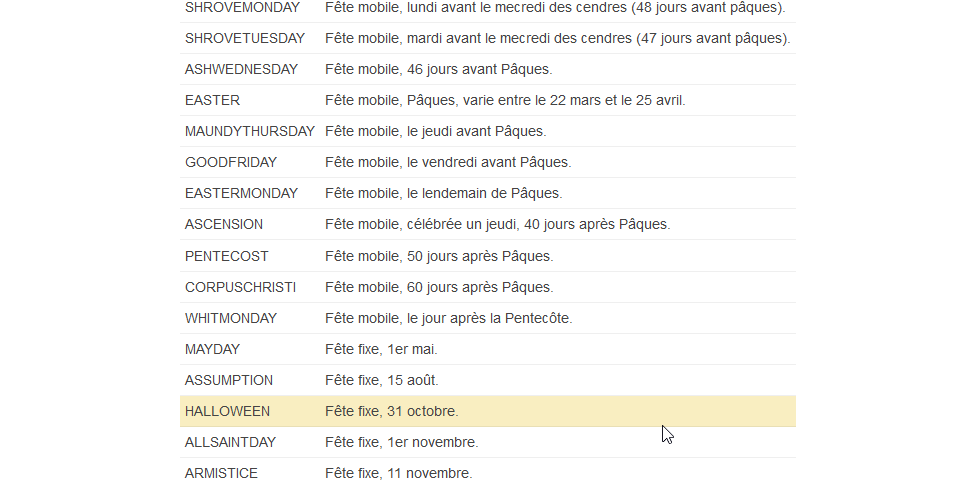 SHROVEMONDAY Fête mobile, lundi avant le mecredi des cendres (48 jours avant pâques).
SHROVETUESDAY Fête mobile, mardi avant le mecredi des cendres (47 jours avant pâques).
ASHWEDNESDAY Fête mobile, 46 jours avant Pâques.
EASTER Fête mobile, Pâques, varie entre le 22 mars et le 25 avril.
MAUNDYTHURSDAY Fête mobile, le jeudi avant Pâques.
GOODFRIDAY Fête mobile, le vendredi avant Pâques.
EASTERMONDAY Fête mobile, le lendemain de Pâques.
ASCENSION Fête mobile, célébrée un jeudi, 40 jours après Pâques.
PENTECOST Fête mobile, 50 jours après Pâques.
CORPUSCHRISTI Fête mobile, 60 jours après Pâques.
WHITMONDAY Fête mobile, le jour après la Pentecôte.
MAYDAY Fête fixe, 1er mai.
ASSUMPTION Fête fixe, 15 août.
HALLOWEEN Fête fixe, 31 octobre.
ALLSAINTDAY Fête fixe, 1er novembre.
ARMISTICE Fête fixe, 11 novembre.